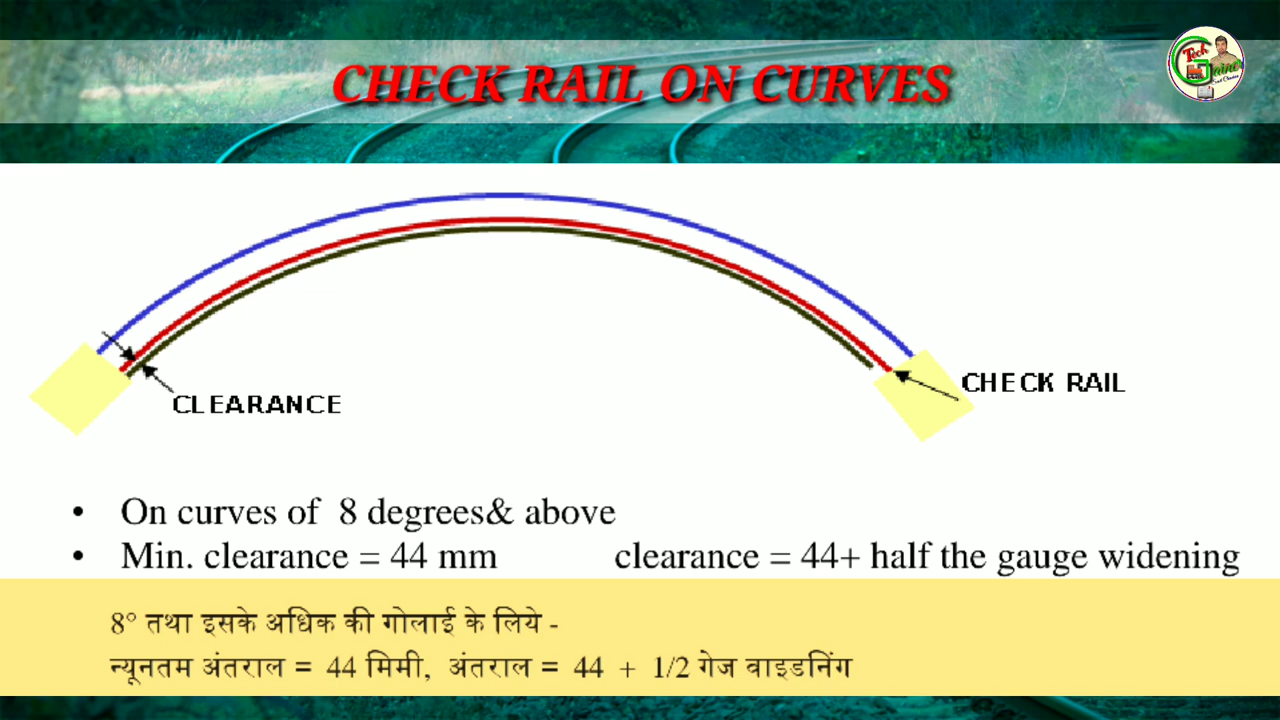 CHECK RAIL ON CURVES
Tech
CLEARANCE
CHECK RAIL
• On curves of 8 degrees& above
• Min. clearance = 44 mm clearance = 44+ half the gauge widening
8° तथा इसके अधिक की गोलाई के लिये -
न्यूनतम अंतराल = 44 मिमी, अंतराल = 44 + 1/2 गेज वाइडनिंग